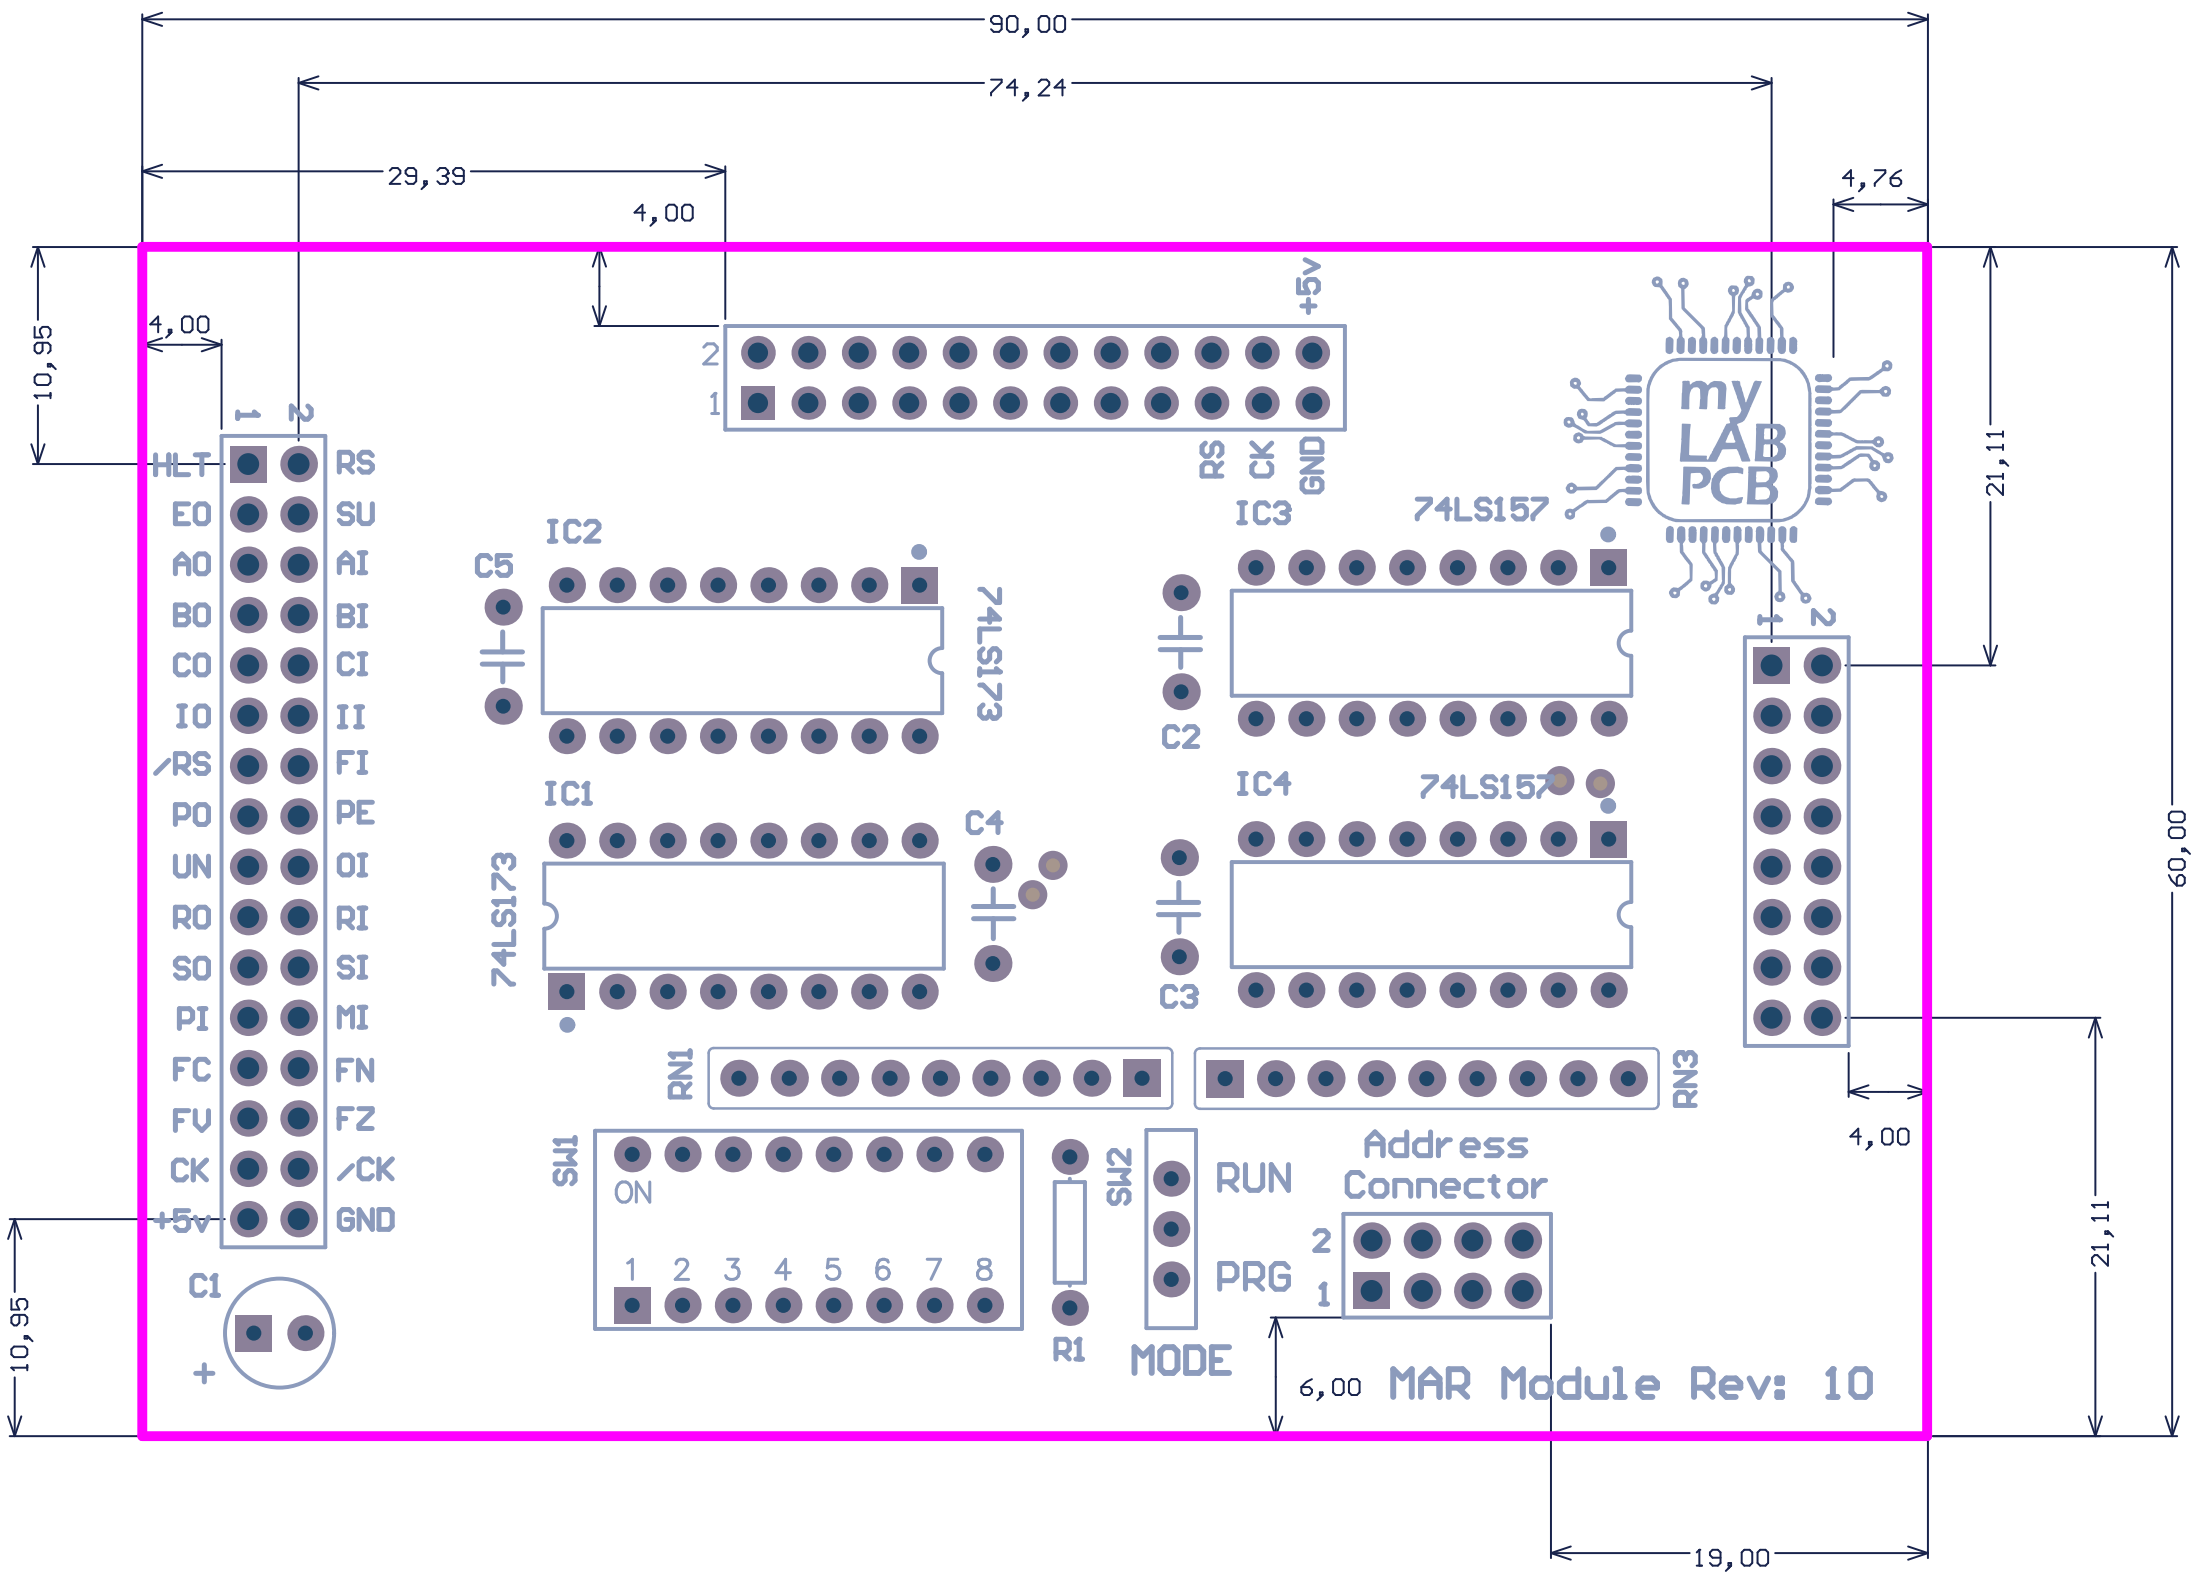 90,00
74,24
29,39
4,76
4,00
10,95
4,00
+5v
2
1
RS
CK
GND
my
LAB
PCB
21,11
1
2
HLT
RS
EO
SU
AO
AI
BO
BI
CO
CI
IO
II
/RS
FI
PO
PE
UN
OI
RO
RI
SO
SI
PI
MI
FC
FN
FV
FZ
CK
/CK
+5v
GND
IC2
C5
74LS173
IC3
74LS157
C2
1
2
IC1
74LS173
C4
IC4
74LS157
C3
60,00
RN1
RN3
4,00
SW1
ON
1 2 3 4 5 6 7 8
R1
SW2
RUN
PRG
MODE
Address
Connector
2
1
21,11
C1
+
10,95
6,00
MAR Module Rev: 10
19,00